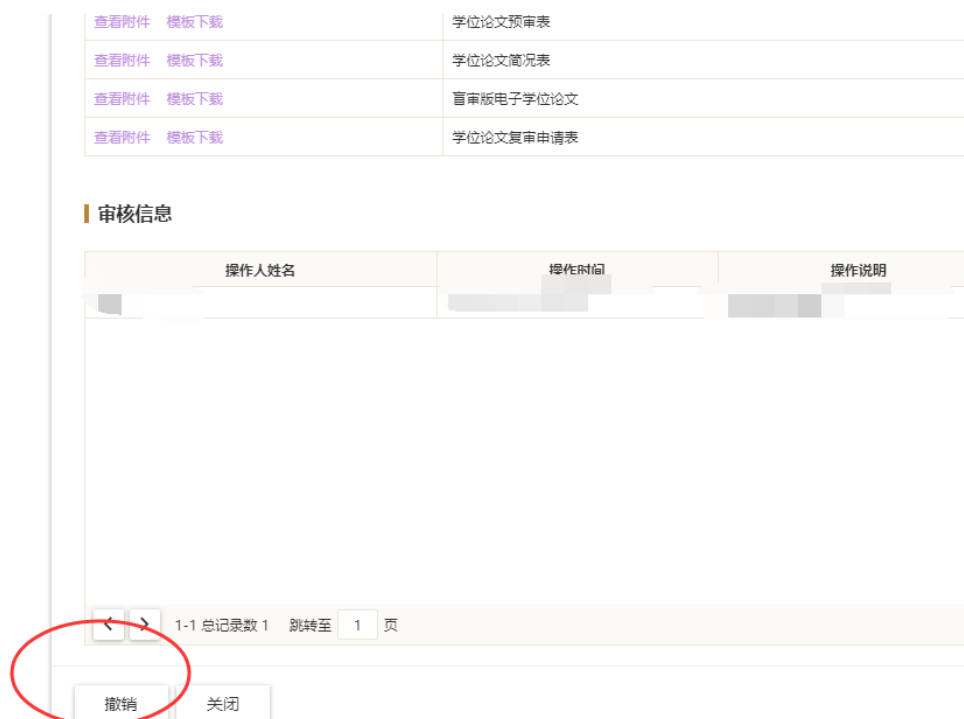 查看附件 模板下载 学位论文预审表
查看附件 模板下载 学位论文简况表
查看附件 模板下载 盲审版电子学位论文
查看附件 模板下载 学位论文复审申请表
审核信息
操作人姓名 操作时间 操作说明
1-1 总记录数 1 跳转至 1 页
撤销 关闭